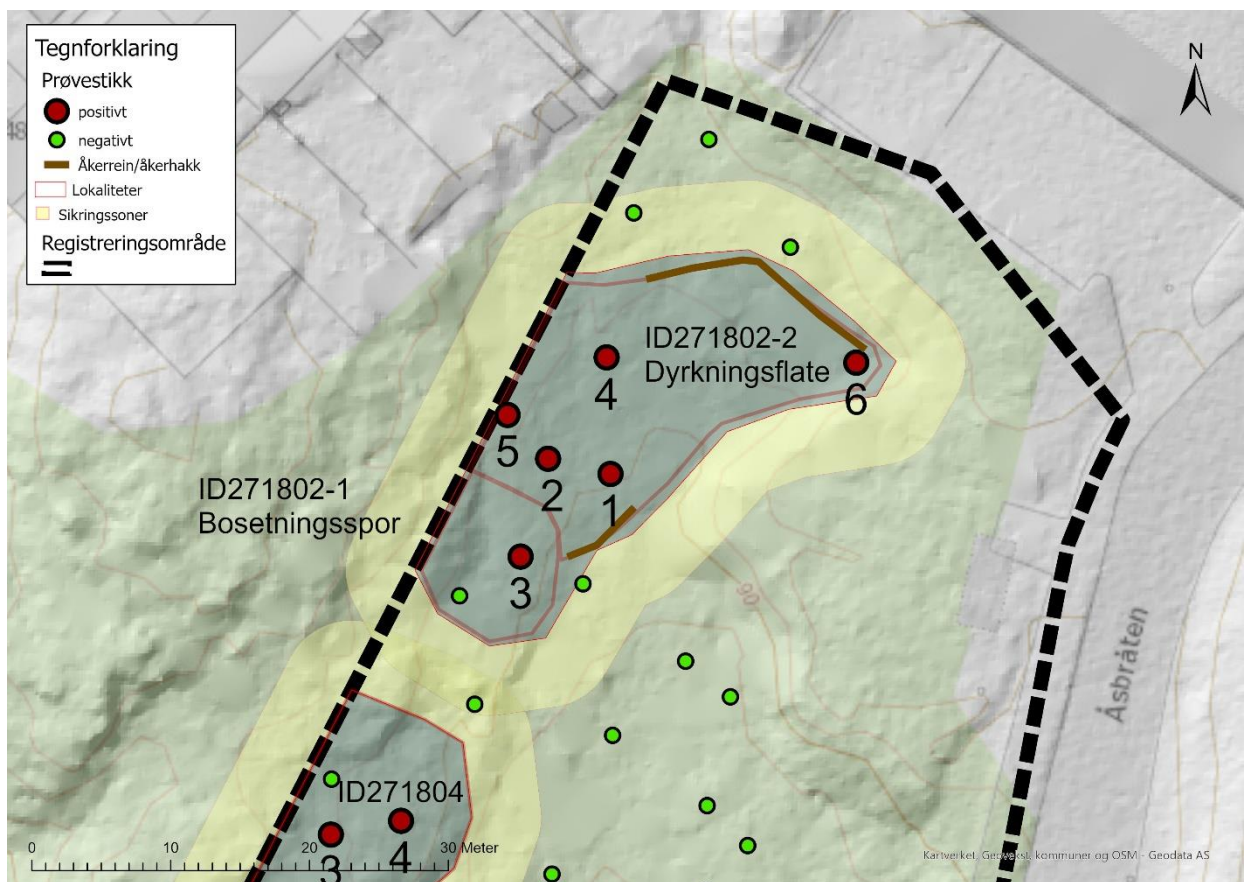 Tegnforklaring
Prøvestikk
positivt
negativt
Åkerrein/åkerhakk
Lokaliteter
Sikringssoner
Registreringsområde
N
48
ID271802-2
Dyrkningsflate
4
6
5
2
1
ID271802-1
Bosetningsspor
3
90
Åsbråten
ID271804
3
4
0 10 20 30 Meter
Kartverket, Geovekst, kommuner og OSM - Geodata AS